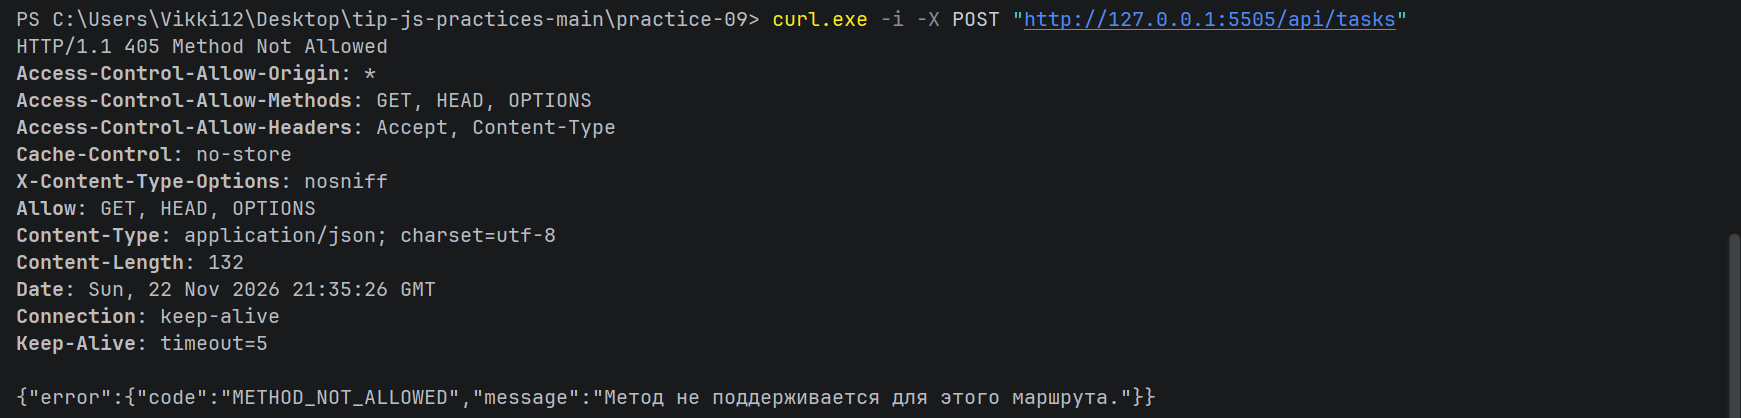 PS C:\Users\Vikki12\Desktop\tip-js-practices-main\practice-09> curl.exe -i -X POST "http://127.0.0.1:5505/api/tasks"
HTTP/1.1 405 Method Not Allowed
Access-Control-Allow-Origin: *
Access-Control-Allow-Methods: GET, HEAD, OPTIONS
Access-Control-Allow-Headers: Accept, Content-Type
Cache-Control: no-store
X-Content-Type-Options: nosniff
Allow: GET, HEAD, OPTIONS
Content-Type: application/json; charset=utf-8
Content-Length: 132
Date: Sun, 22 Nov 2026 21:35:26 GMT
Connection: keep-alive
Keep-Alive: timeout=5
{"error":{"code":"METHOD_NOT_ALLOWED","message":"Метод не поддерживается для этого маршрута."}}